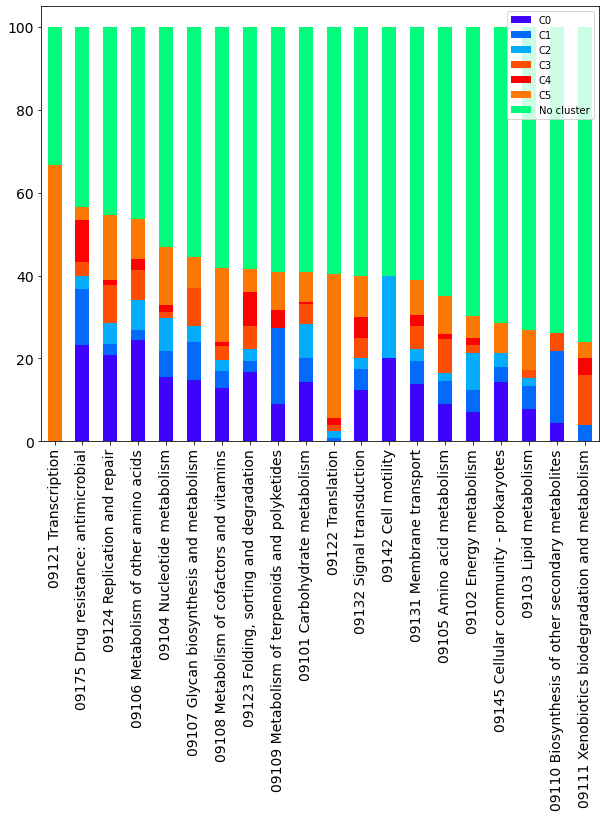 100
80
60
40
20
0
C0
C1
C2
C3
C4
C5
No cluster
09121 Transcription
09175 Drug resistance: antimicrobial
09124 Replication and repair
09106 Metabolism of other amino acids
09104 Nucleotide metabolism
09107 Glycan biosynthesis and metabolism
09108 Metabolism of cofactors and vitamins
09123 Folding, sorting and degradation
09109 Metabolism of terpenoids and polyketides
09101 Carbohydrate metabolism
09122 Translation
09132 Signal transduction
09142 Cell motility
09131 Membrane transport
09105 Amino acid metabolism
09102 Energy metabolism
09145 Cellular community - prokaryotes
09103 Lipid metabolism
09110 Biosynthesis of other secondary metabolites
09111 Xenobiotics biodegradation and metabolism